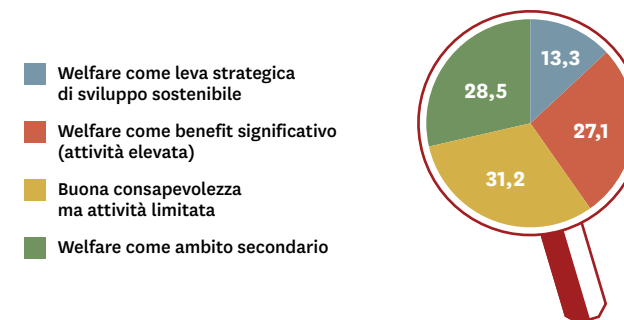 Welfare come leva strategica
di sviluppo sostenibile
Welfare come benefit significativo
(attività elevata)
Buona consapevolezza
ma attività limitata
Welfare come ambito secondario
13,3
28,5
27,1
31,2